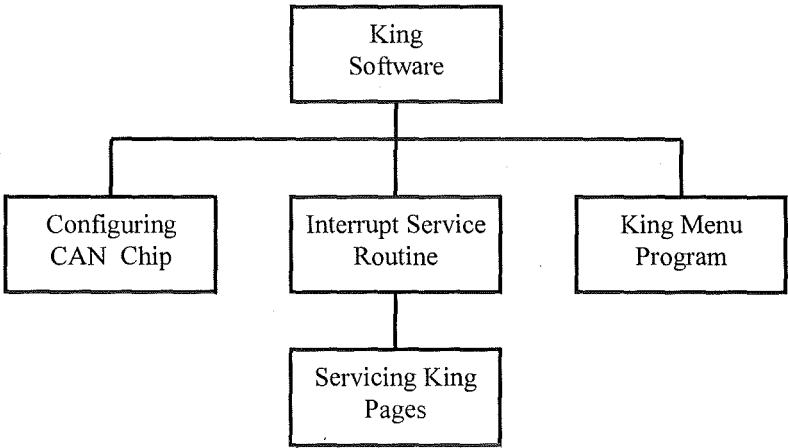 King
Software
Configuring
CAN Chip
Interrupt Service
Routine
King Menu
Program
Servicing King
Pages